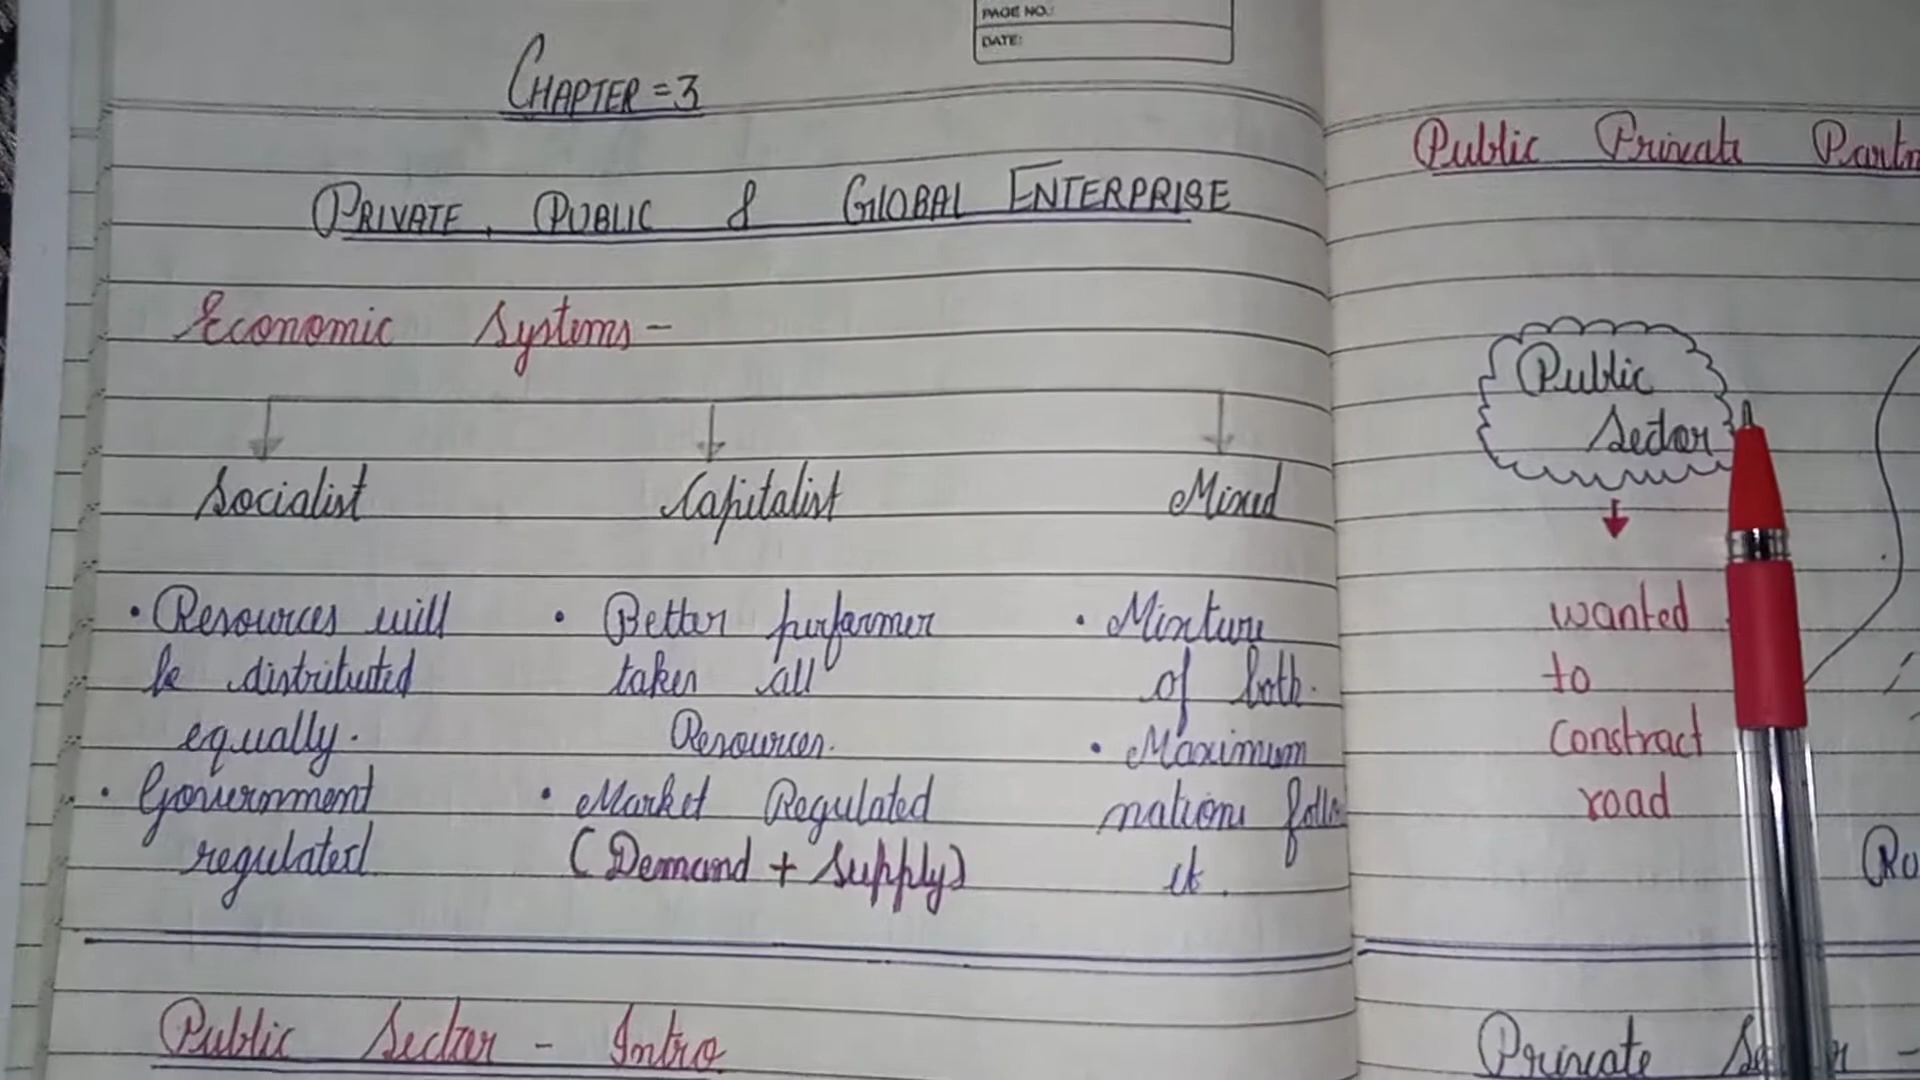 PAGE NO.:
DATE:
CHAPTER = 3
PRIVATE, PUBLIC & GLOBAL ENTERPRISE
Economic Systems -
Socialist Capitalist Mixed
• Resources will
be distributed
equally.
• Government
regulated
• Better performer
takes all
Resources.
• Market Regulated
(Demand + Supply)
• Mixture
of both.
• Maximum
nations follo
it.
Public Sector - Intro
Public Private Partn
Public
Sector
wanted
to
constract
road
Ro
Private